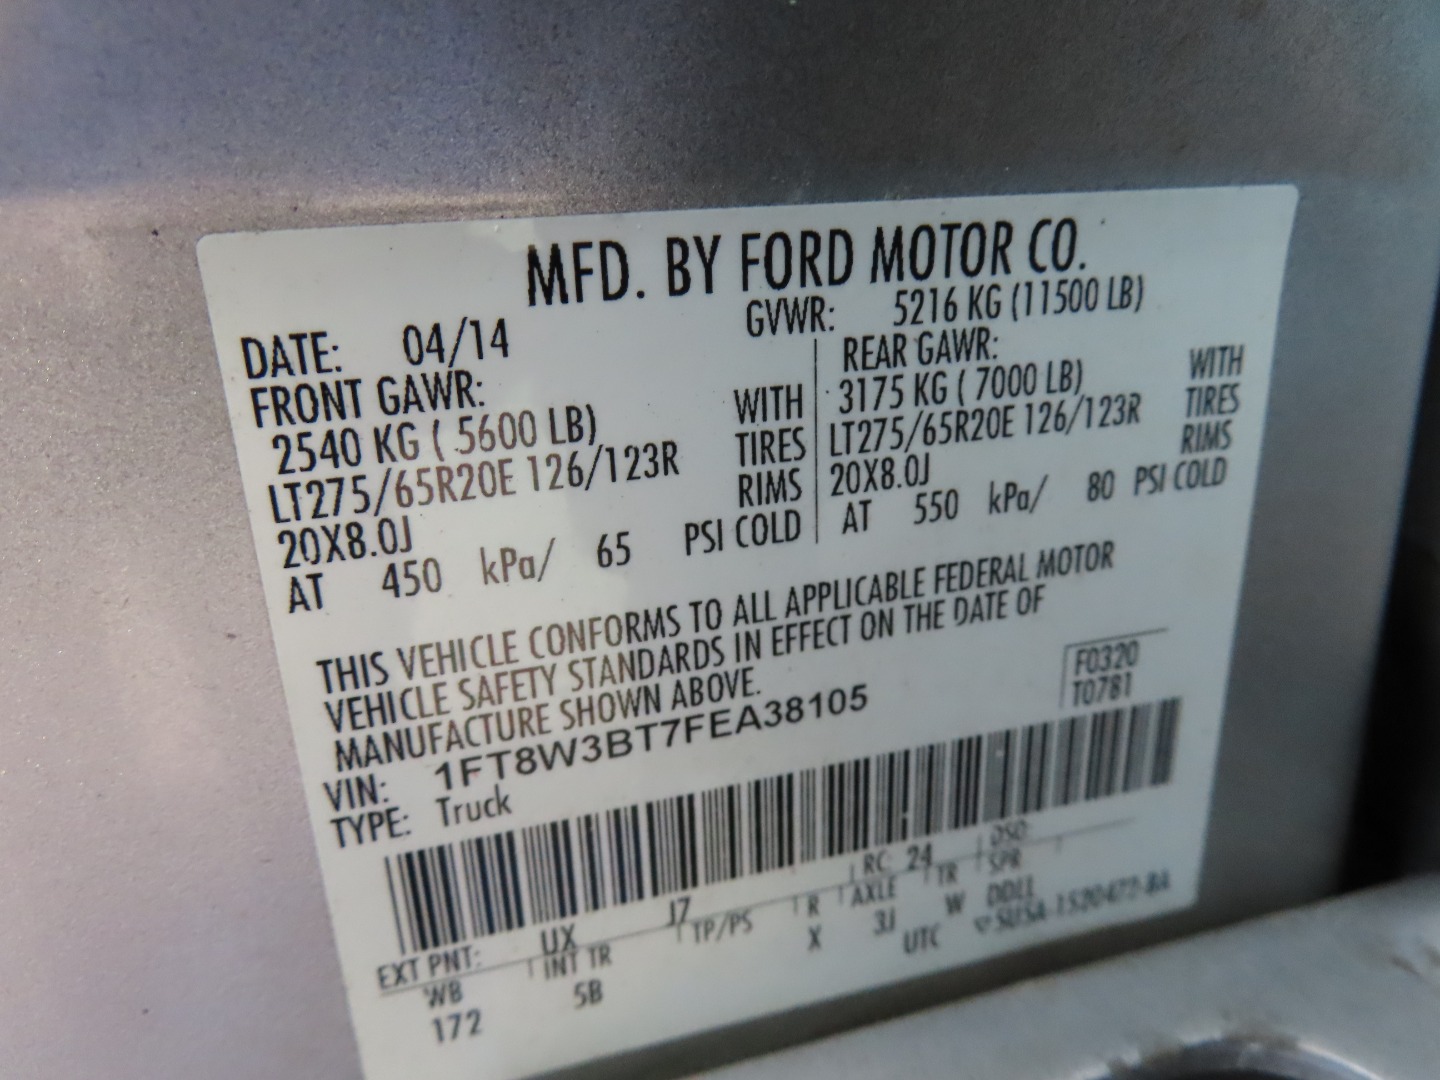 MFD. BY FORD MOTOR CO.
DATE: 04/14 GVWR: 5216 KG (11500 LB)
FRONT GAWR:
2540 KG ( 5600 LB) WITH
LT275/65R20E 126/123R TIRES
20X8.0J RIMS
AT 450 kPa/ 65 PSI COLD
REAR GAWR:
3175 KG ( 7000 LB) WITH
LT275/65R20E 126/123R TIRES
20X8.0J RIMS
AT 550 kPa/ 80 PSI COLD
THIS VEHICLE CONFORMS TO ALL APPLICABLE FEDERAL MOTOR
VEHICLE SAFETY STANDARDS IN EFFECT ON THE DATE OF
MANUFACTURE SHOWN ABOVE.
F0320
T0781
VIN: 1FT8W3BT7FEA38105
TYPE: Truck
EXT PNT: UX J7 RC: 24 DSO:
WB INT TR TP/PS R AXLE TR SPR
172 5B X 3J W DDLL
UTC ▽SU5A-1520472-BA